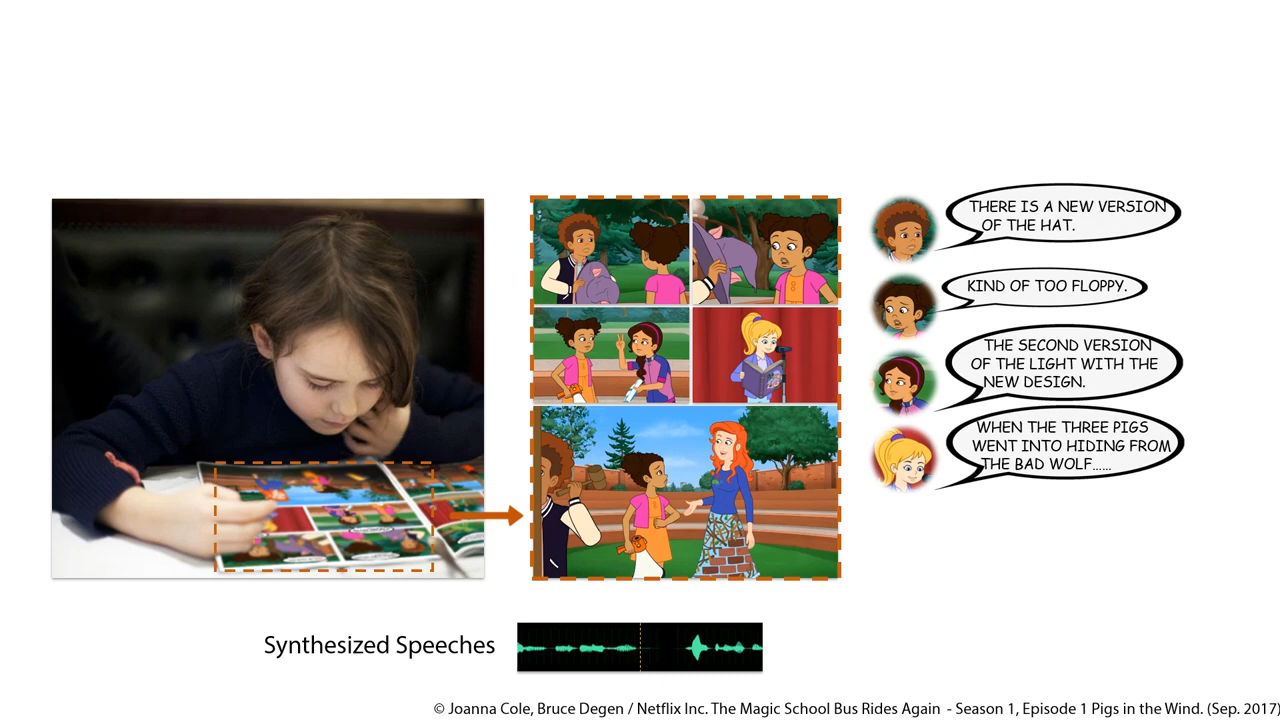 THERE IS A NEW VERSION
OF THE HAT.
KIND OF TOO FLOPPY.
THE SECOND VERSION
OF THE LIGHT WITH THE
NEW DESIGN.
WHEN THE THREE PIGS
WENT INTO HIDING FROM
THE BAD WOLF......
Synthesized Speeches
© Joanna Cole, Bruce Degen / Netflix Inc. The Magic School Bus Rides Again - Season 1, Episode 1 Pigs in the Wind. (Sep. 2017)